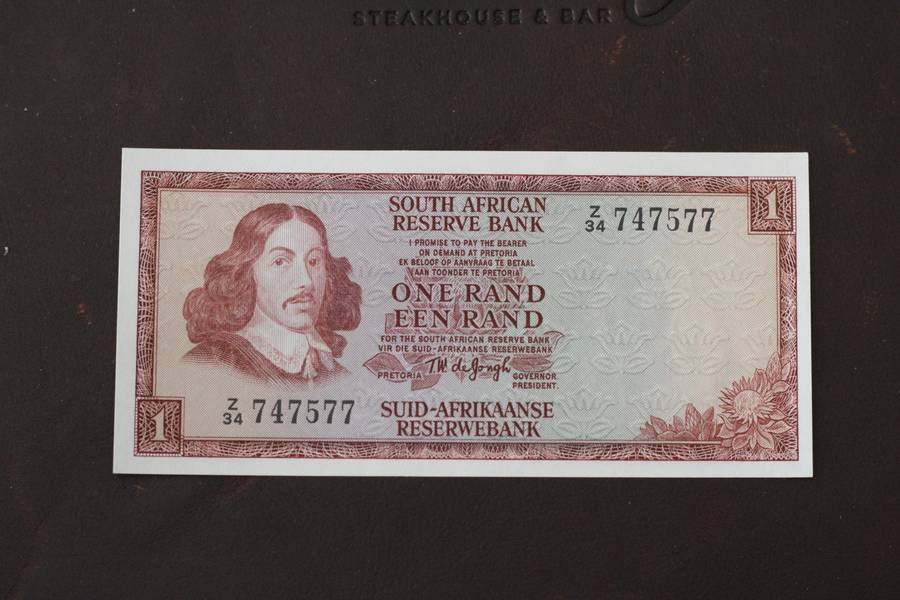 STEAKHOUSE & BAR
1
SOUTH AFRICAN
RESERVE BANK
Z
34 747577
I PROMISE TO PAY THE BEARER
ON DEMAND AT PRETORIA
EK BELOOF OP AANVRAAG TE BETAAL
AAN TOONDER TE PRETORIA
ONE RAND
EEN RAND
FOR THE SOUTH AFRICAN RESERVE BANK
VIR DIE SUID-AFRIKAANSE RESERWEBANK
T.W. de Jongh
PRETORIA
GOVERNOR.
PRESIDENT.
Z
34 747577
SUID-AFRIKAANSE
RESERWEBANK
1